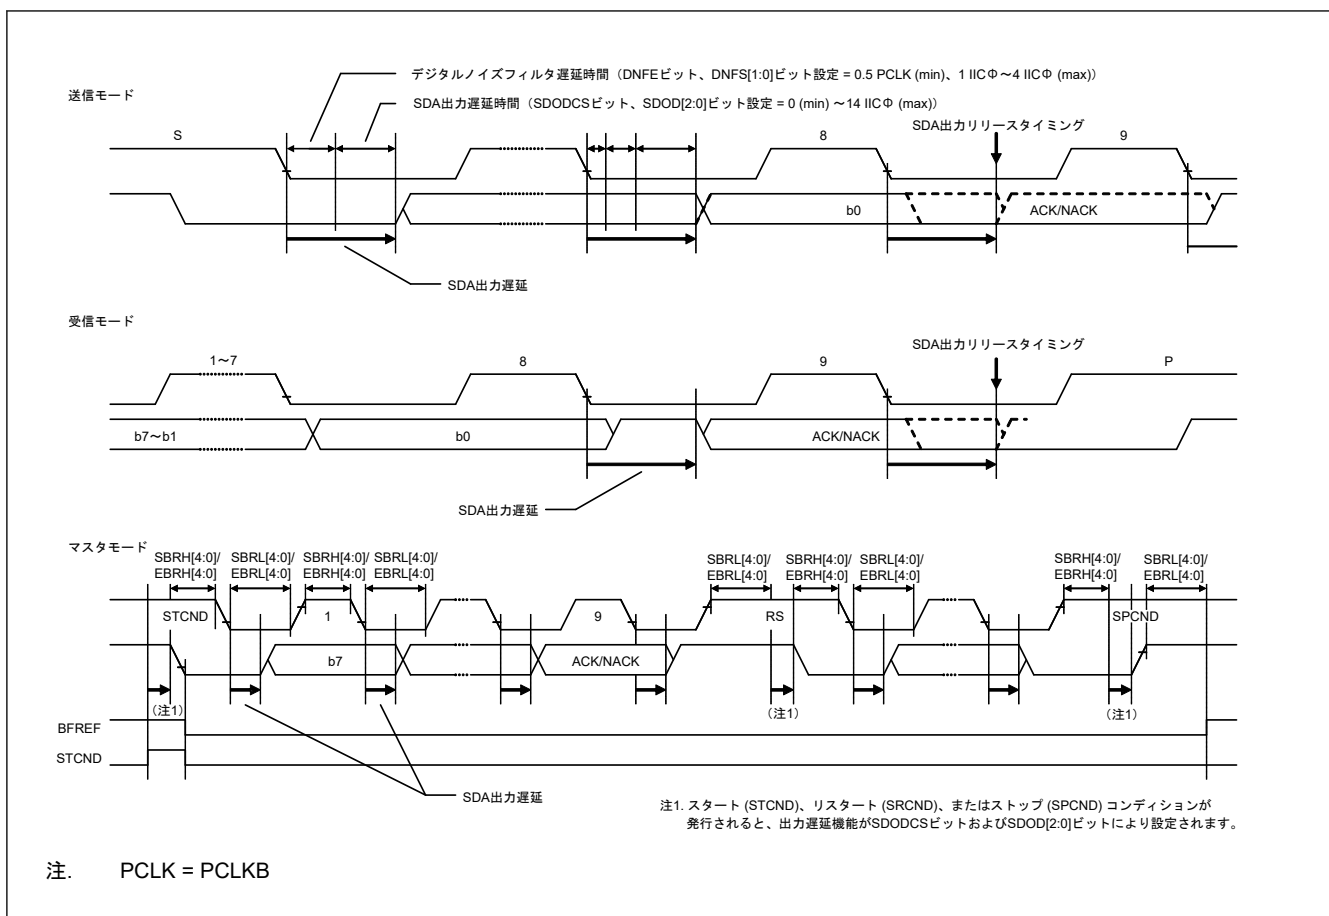 デジタルノイズフィルタ遅延時間（DNFEビット、DNFS[1:0]ビット設定 = 0.5 PCLK (min)、1 IICΦ～4 IICΦ (max)）
送信モード
SDA出力遅延時間（SDODCSビット、SDOD[2:0]ビット設定 = 0 (min) ～14 IICΦ (max)）
SDA出力リリースタイミング
S
8
9
b0
ACK/NACK
SDA出力遅延
受信モード
SDA出力リリースタイミング
1～7
8
9
P
b7～b1
b0
ACK/NACK
SDA出力遅延
マスタモード
SBRH[4:0]/
EBRH[4:0]
SBRL[4:0]/
EBRL[4:0]
SBRH[4:0]/
EBRH[4:0]
SBRL[4:0]/
EBRL[4:0]
SBRL[4:0]/
EBRL[4:0]
SBRH[4:0]/
EBRH[4:0]
SBRL[4:0]/
EBRL[4:0]
SBRH[4:0]/
EBRH[4:0]
SBRL[4:0]/
EBRL[4:0]
STCND
1
9
RS
SPCND
b7
ACK/NACK
（注1）
（注1）
（注1）
BFREF
STCND
SDA出力遅延
注1. スタート (STCND)、リスタート (SRCND)、またはストップ (SPCND) コンディションが
発行されると、出力遅延機能がSDODCSビットおよびSDOD[2:0]ビットにより設定されます。
注. PCLK = PCLKB